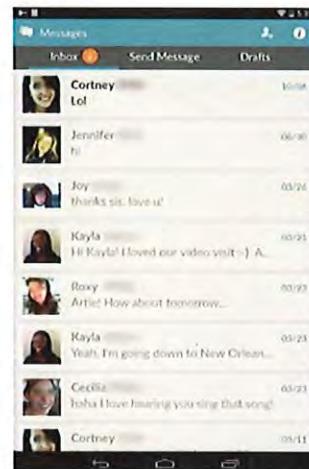 Messages
Inbox
Send Message
Drafts
Cortney
Lol
Jennifer
06/30
hi
Joy
03/26
thanks sis. love u!
Kayla
03/25
Hi Kayla! I loved our video visit :-) A...
Roxy
03/23
Artie! How about tomorrow...
Kayla
03/23
Yeah, I'm going down to New Orlean...
Cecilia
03/23
haha I love hearing you sing that song!
Cortney
03/11